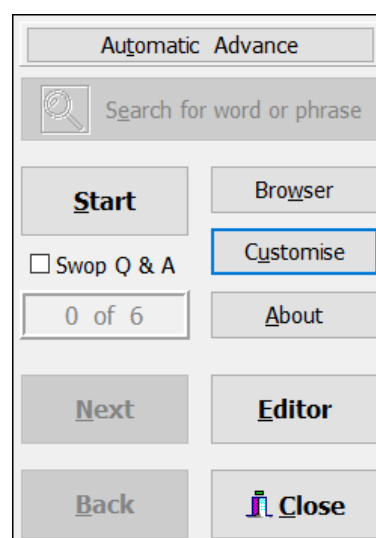 Automatic Advance
Search for word or phrase
Start
Browser
Swop Q & A
Customise
0 of 6
About
Next
Editor
Back
Close